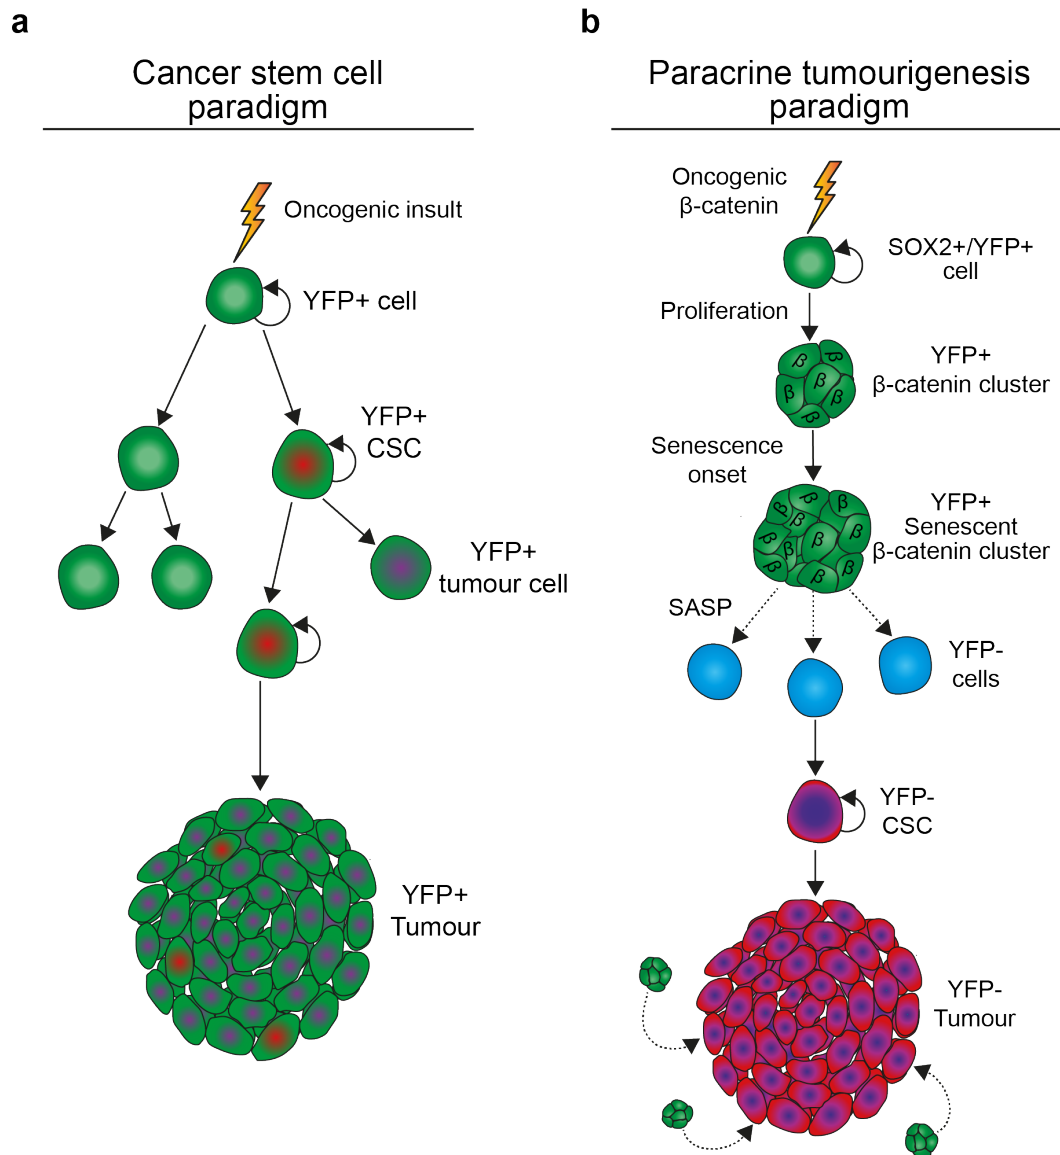 a
Cancer stem cell
paradigm
Oncogenic insult
YFP+ cell
YFP+
CSC
YFP+
tumour cell
YFP+
Tumour
b
Paracrine tumourigenesis
paradigm
Oncogenic
β-catenin
SOX2+/YFP+
cell
Proliferation
YFP+
β-catenin cluster
β
β
β
β
β
β
Senescence
onset
YFP+
Senescent
β-catenin cluster
β
β
β
β
β
β
β
β
β
β
β
SASP
YFP-
cells
YFP-
CSC
YFP-
Tumour